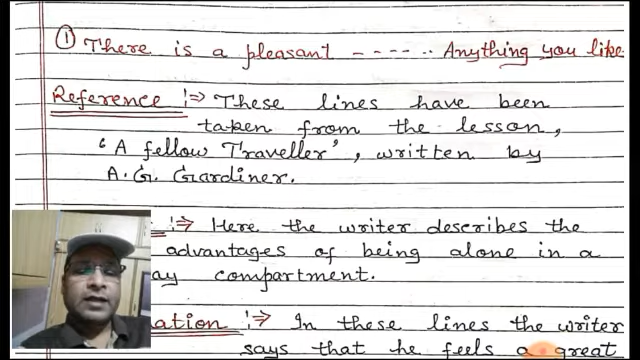 ① There is a pleasant ------ .. Anything you like
Reference :⇒ These lines have been
taken from the lesson,
'A fellow Traveller', written by
A. G. Gardiner.
:⇒ Here the writer describes the
advantages of being alone in a
compartment.
:⇒ In these lines the writer
says that he feels a great